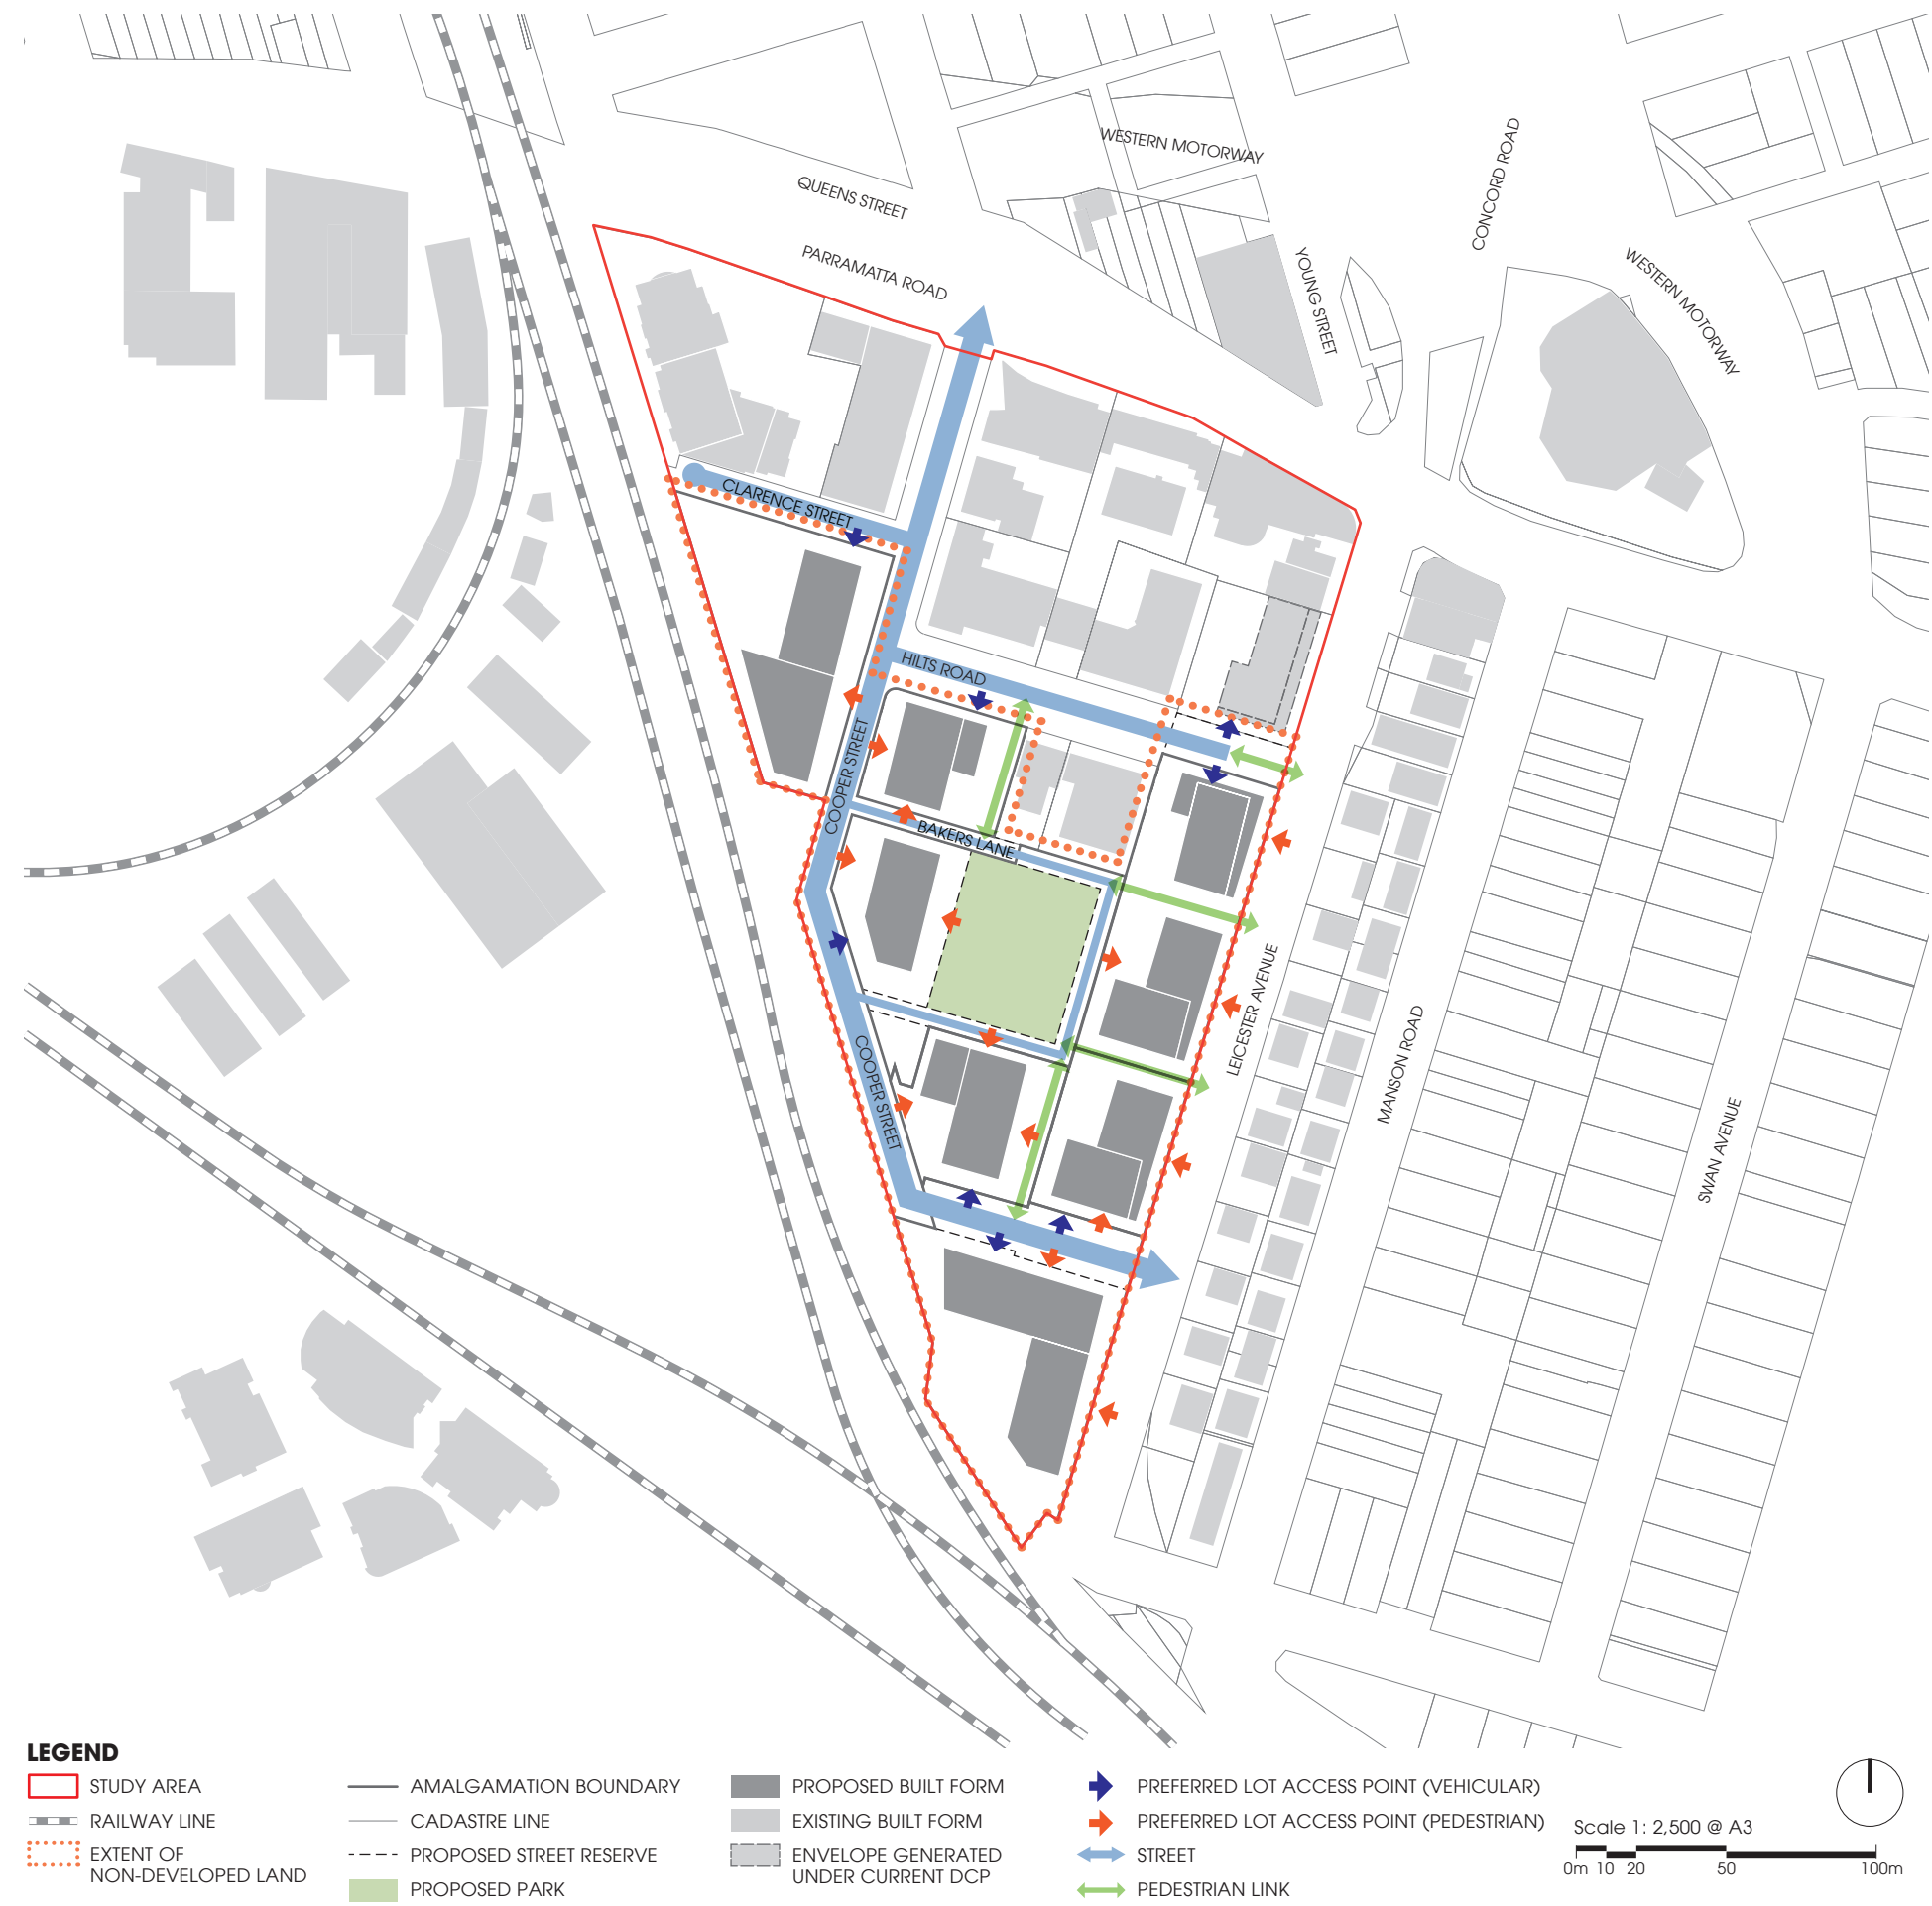 WESTERN MOTORWAY
QUEENS STREET
PARRAMATTA ROAD
CONCORD ROAD
YOUNG STREET
WESTERN MOTORWAY
CLARENCE STREET
HILTS ROAD
COOPER STREET
BAKERS LANE
COOPER STREET
LEICESTER AVENUE
MANSON ROAD
SWAN AVENUE
LEGEND
STUDY AREA
RAILWAY LINE
EXTENT OF
NON-DEVELOPED LAND
AMALGAMATION BOUNDARY
CADASTRE LINE
PROPOSED STREET RESERVE
PROPOSED PARK
PROPOSED BUILT FORM
EXISTING BUILT FORM
ENVELOPE GENERATED
UNDER CURRENT DCP
PREFERRED LOT ACCESS POINT (VEHICULAR)
PREFERRED LOT ACCESS POINT (PEDESTRIAN)
STREET
PEDESTRIAN LINK
Scale 1: 2,500 @ A3
0m 10 20 50 100m